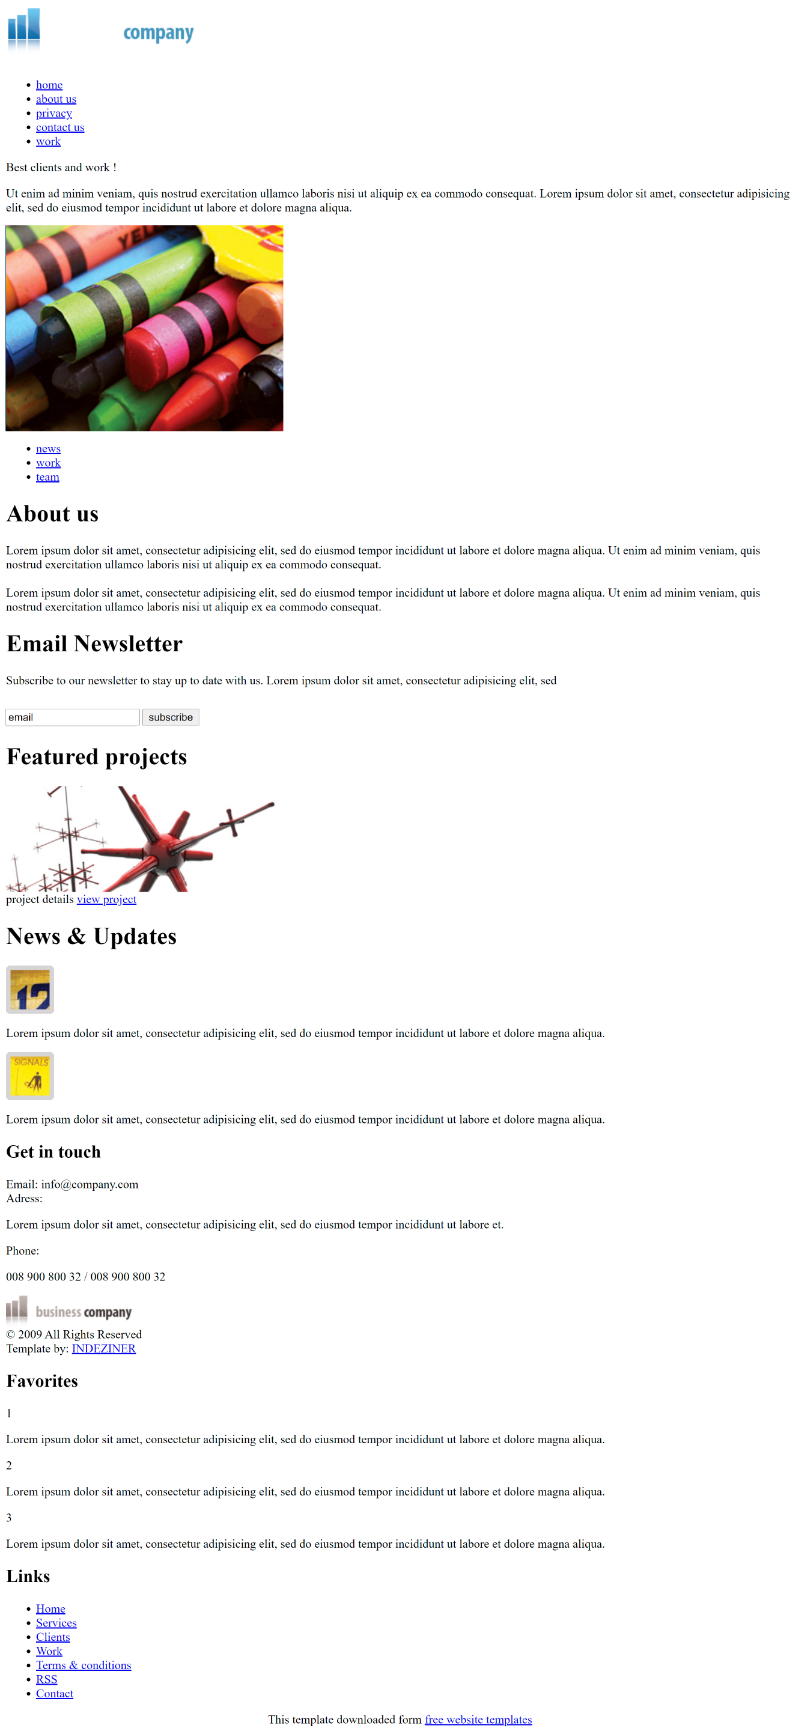 company
home
about us
privacy
contact us
work
Best clients and work !
Ut enim ad minim veniam, quis nostrud exercitation ullamco laboris nisi ut aliquip ex ea commodo consequat. Lorem ipsum dolor sit amet, consectetur adipisicing
elit, sed do eiusmod tempor incididunt ut labore et dolore magna aliqua.
news
work
team
About us
Lorem ipsum dolor sit amet, consectetur adipisicing elit, sed do eiusmod tempor incididunt ut labore et dolore magna aliqua. Ut enim ad minim veniam, quis
nostrud exercitation ullamco laboris nisi ut aliquip ex ea commodo consequat.
Lorem ipsum dolor sit amet, consectetur adipisicing elit, sed do eiusmod tempor incididunt ut labore et dolore magna aliqua. Ut enim ad minim veniam, quis
nostrud exercitation ullamco laboris nisi ut aliquip ex ea commodo consequat.
Email Newsletter
Subscribe to our newsletter to stay up to date with us. Lorem ipsum dolor sit amet, consectetur adipisicing elit, sed
email subscribe
Featured projects
project details view project
News & Updates
12
Lorem ipsum dolor sit amet, consectetur adipisicing elit, sed do eiusmod tempor incididunt ut labore et dolore magna aliqua.
SIGNALS
Lorem ipsum dolor sit amet, consectetur adipisicing elit, sed do eiusmod tempor incididunt ut labore et dolore magna aliqua.
Get in touch
Email: info@company.com
Adress:
Lorem ipsum dolor sit amet, consectetur adipisicing elit, sed do eiusmod tempor incididunt ut labore et.
Phone:
008 900 800 32 / 008 900 800 32
business company
© 2009 All Rights Reserved
Template by: INDEZINER
Favorites
1
Lorem ipsum dolor sit amet, consectetur adipisicing elit, sed do eiusmod tempor incididunt ut labore et dolore magna aliqua.
2
Lorem ipsum dolor sit amet, consectetur adipisicing elit, sed do eiusmod tempor incididunt ut labore et dolore magna aliqua.
3
Lorem ipsum dolor sit amet, consectetur adipisicing elit, sed do eiusmod tempor incididunt ut labore et dolore magna aliqua.
Links
Home
Services
Clients
Work
Terms & conditions
RSS
Contact
This template downloaded form free website templates